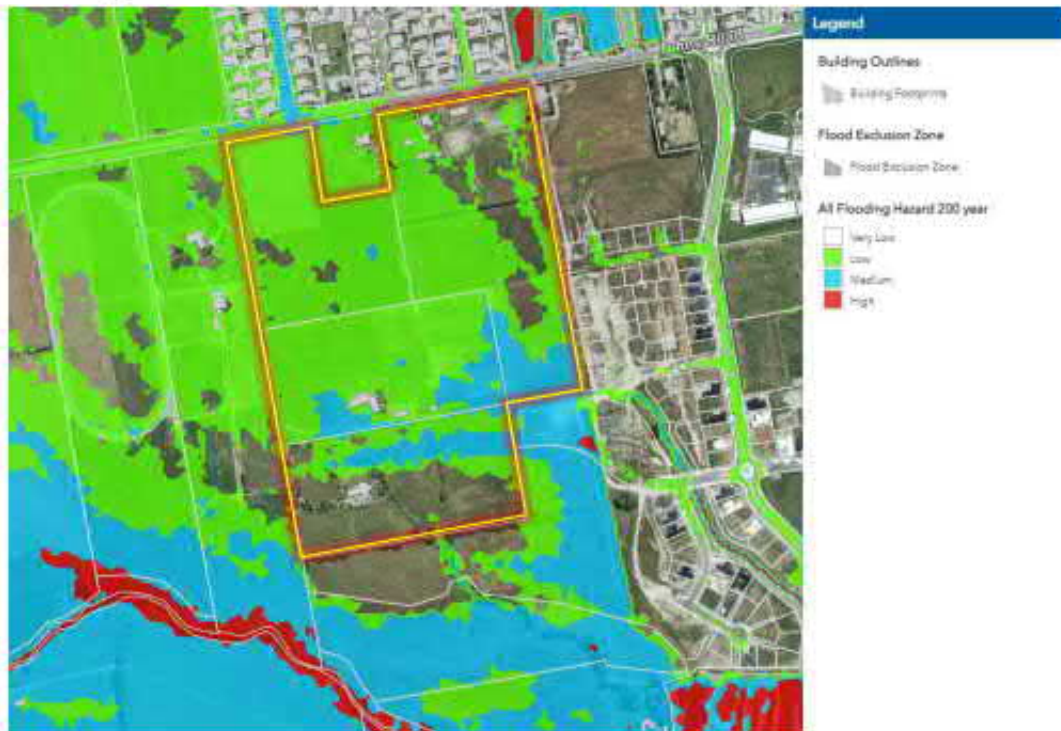 Legend
Building Outlines
Building Footprints
Flood Exclusion Zone
Flood Exclusion Zone
All Flooding Hazard 200 year
Very Low
Low
Medium
High